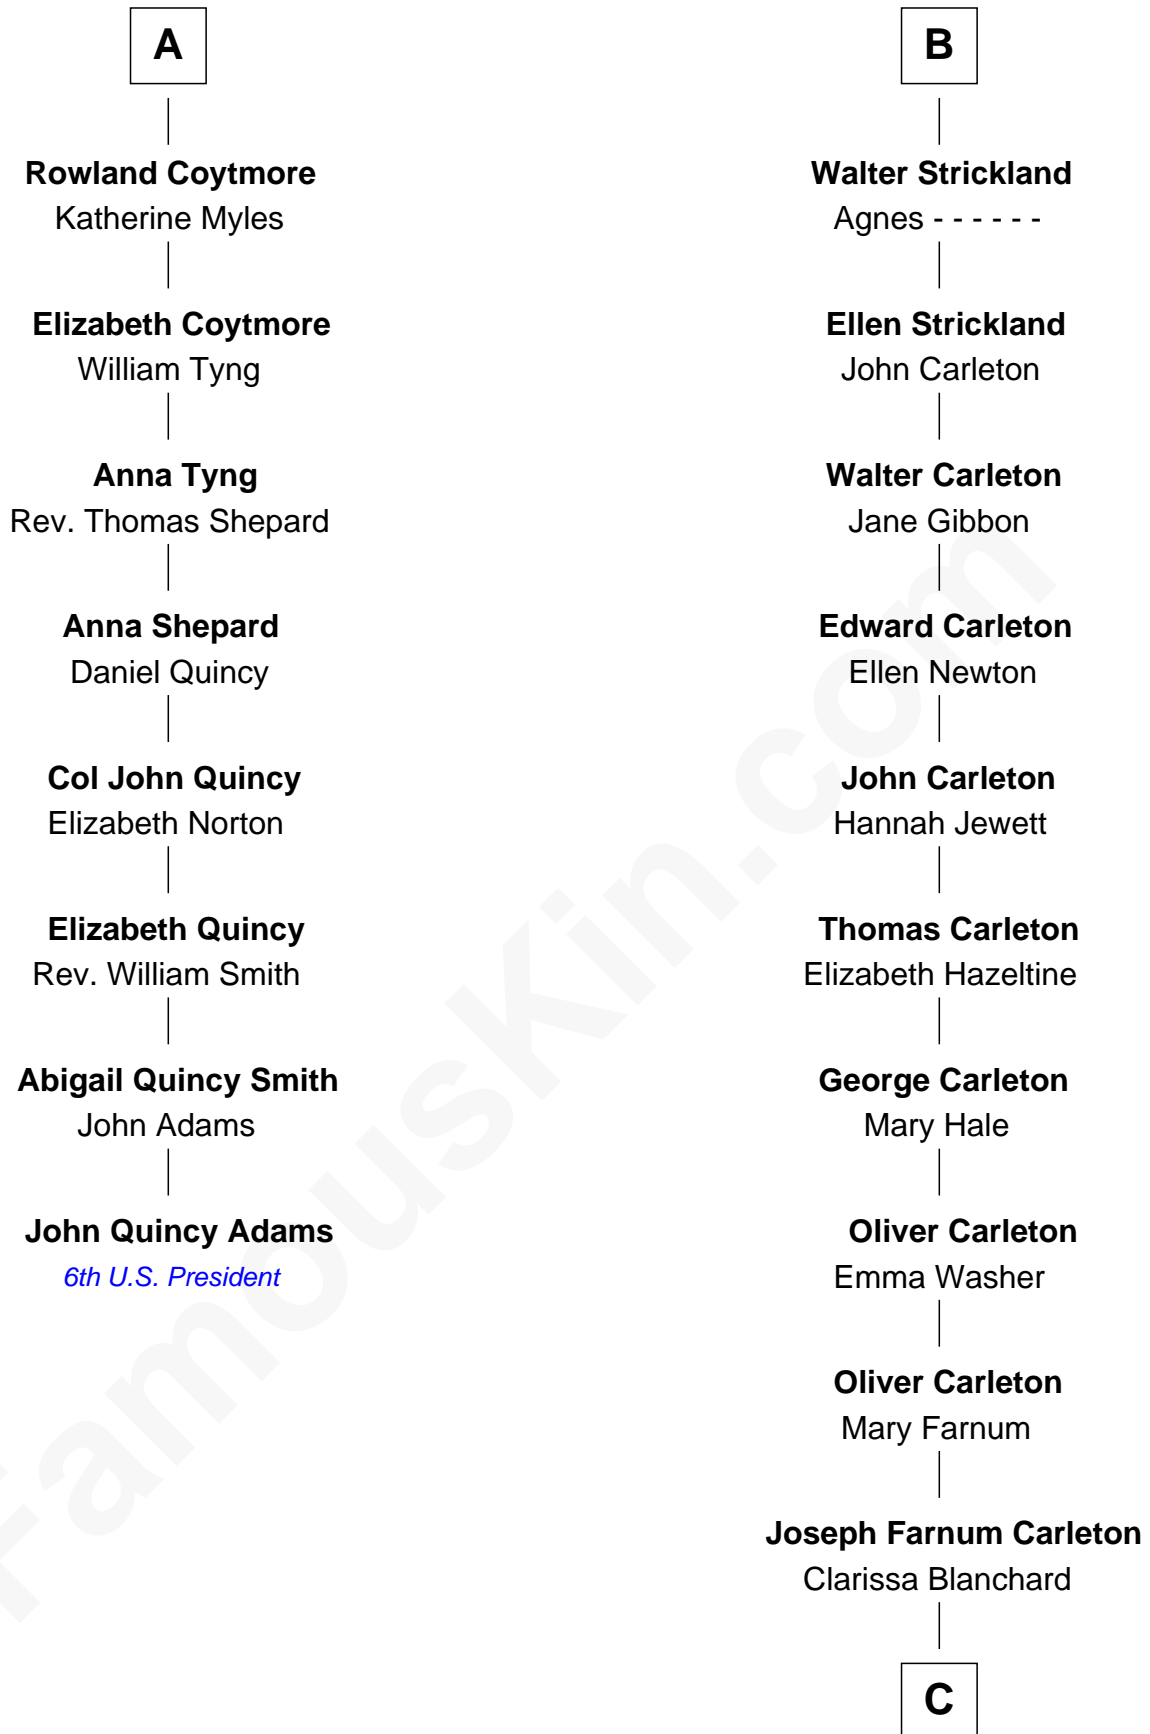 A
Rowland Coytmore
Katherine Myles
Elizabeth Coytmore
William Tyng
Anna Tyng
Rev. Thomas Shepard
Anna Shepard
Daniel Quincy
Col John Quincy
Elizabeth Norton
Elizabeth Quincy
Rev. William Smith
Abigail Quincy Smith
John Adams
John Quincy Adams
6th U.S. President
B
Walter Strickland
Agnes - - - - - -
Ellen Strickland
John Carleton
Walter Carleton
Jane Gibbon
Edward Carleton
Ellen Newton
John Carleton
Hannah Jewett
Thomas Carleton
Elizabeth Hazeltine
George Carleton
Mary Hale
Oliver Carleton
Emma Washer
Oliver Carleton
Mary Farnum
Joseph Farnum Carleton
Clarissa Blanchard
C
FamousKin.com